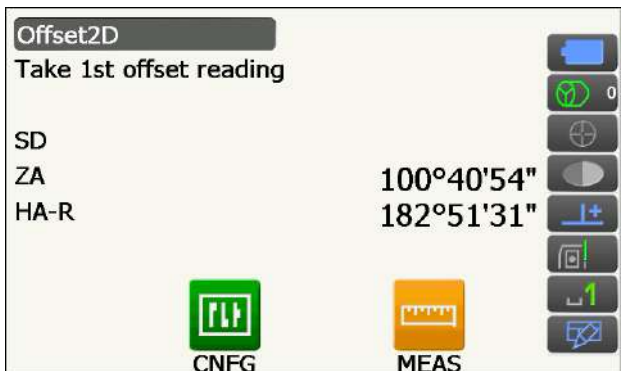 Offset2D
Take 1st offset reading
0
SD
ZA 100°40'54"
HA-R 182°51'31"
1
CNFG MEAS